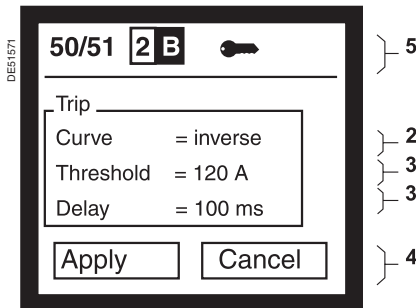 DE51571
50/51 2 B
5
Trip
Curve = inverse
2
Threshold = 120 A
3
Delay = 100 ms
3
Apply Cancel
4